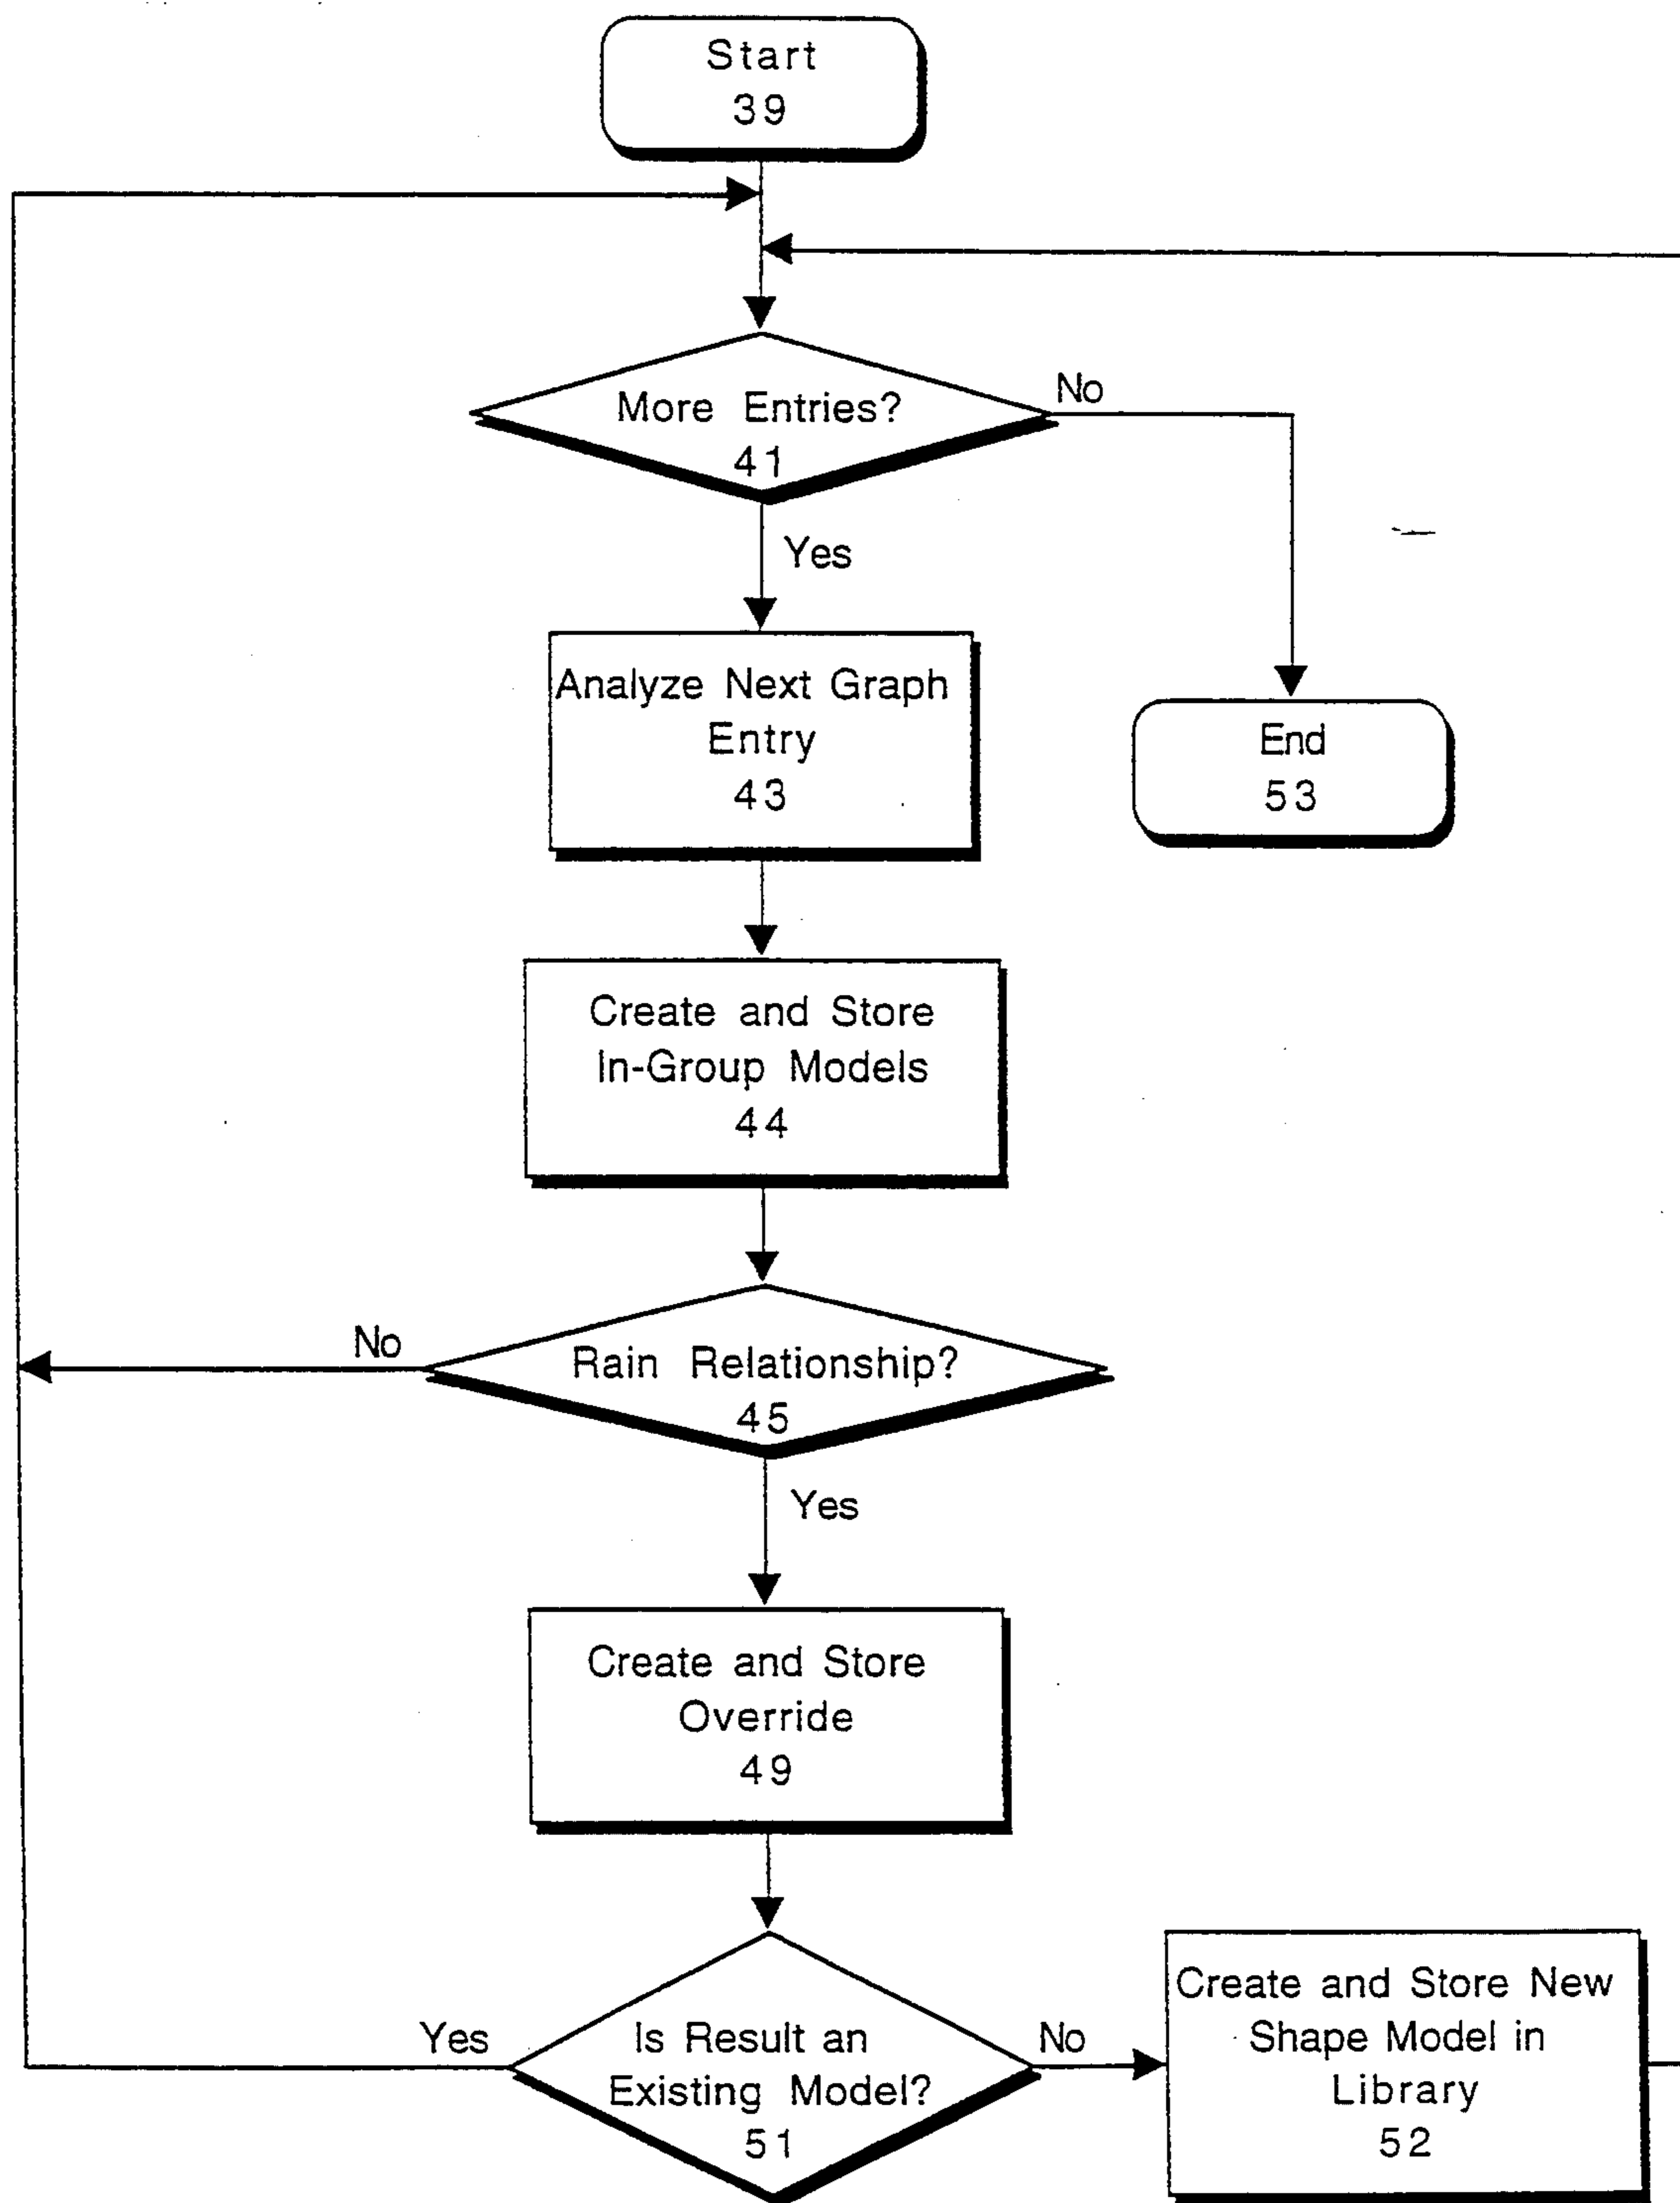 Start
39
More Entries?
41
No
Yes
Analyze Next Graph
Entry
43
End
53
Create and Store
In-Group Models
44
No
Rain Relationship?
45
Yes
Create and Store
Override
49
Yes
Is Result an
Existing Model?
51
No
Create and Store New
Shape Model in
Library
52